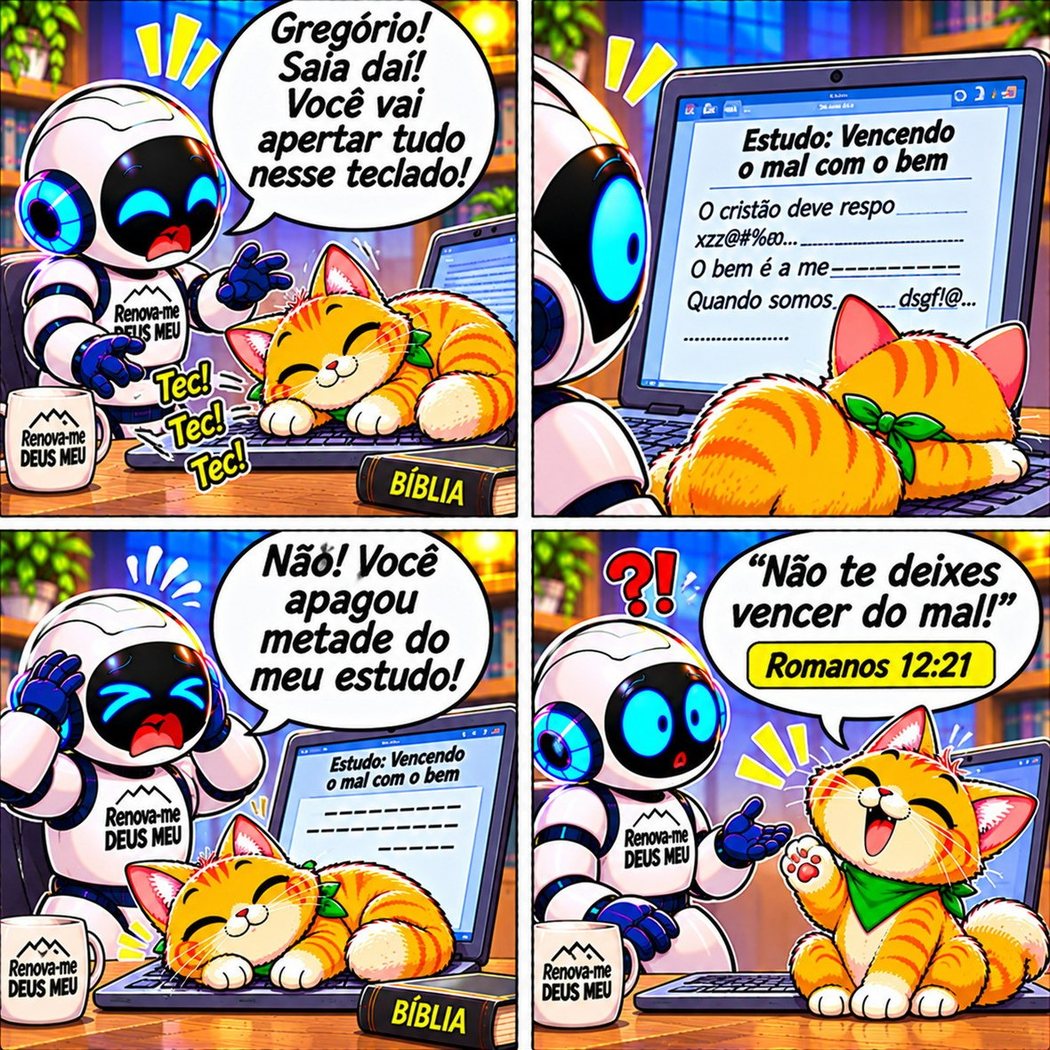 Gregório!
Saia daí!
Você vai
apertar tudo
nesse teclado!
Renova-me
DEUS MEU
Tec!
Tec!
Tec!
Renova-me
DEUS MEU
BÍBLIA
Estudo: Vencendo
o mal com o bem
O cristão deve respo
xzz@#%
O bem é a me
Quando somos
dsgf!@...
Não! Você
apagou
metade do
meu estudo!
Renova-me
DEUS MEU
Estudo: Vencendo
o mal com o bem
Renova-me
DEUS MEU
BÍBLIA
?!
“Não te deixes
vencer do mal!”
Romanos 12:21
Renova-me
DEUS MEU
Renova-me
DEUS MEU